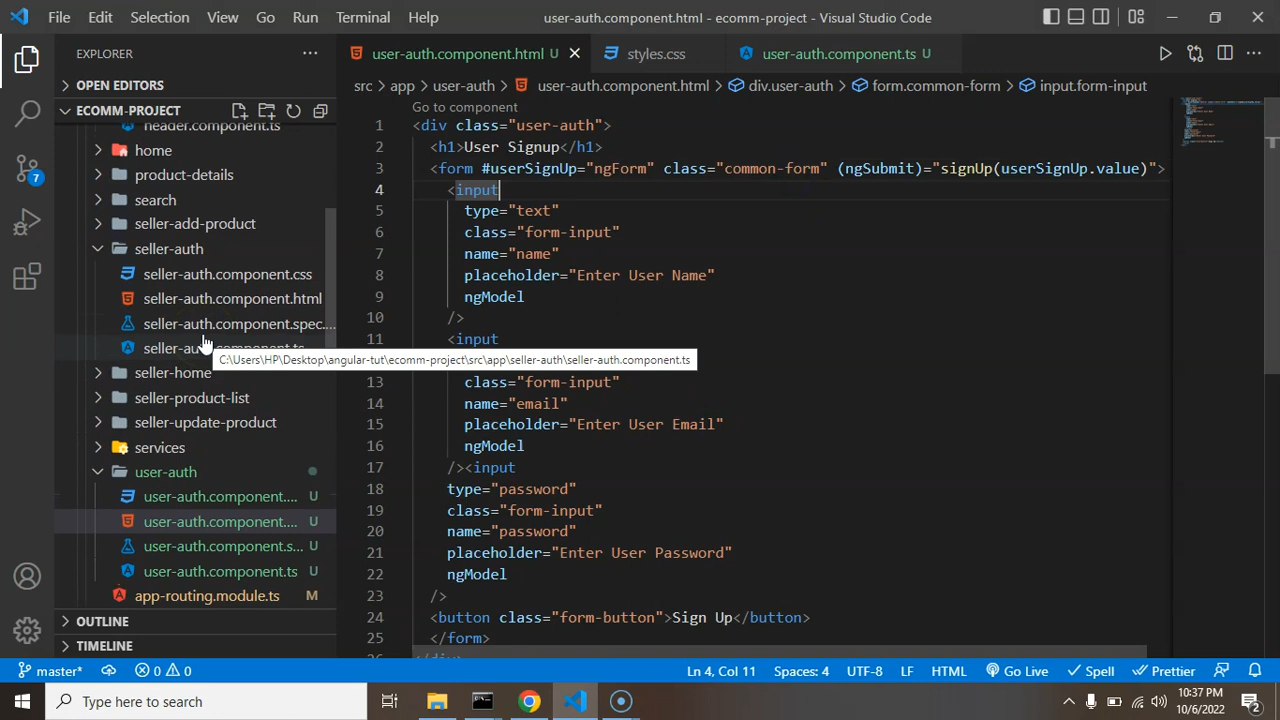 File Edit Selection View Go Run Terminal Help
user-auth.component.html - ecomm-project - Visual Studio Code
EXPLORER
OPEN EDITORS
ECOMM-PROJECT
header.component.ts
home
product-details
search
seller-add-product
seller-auth
seller-auth.component.css
seller-auth.component.html
seller-auth.component.spec....
seller-auth.component.ts
seller-home
seller-product-list
seller-update-product
services
user-auth
user-auth.component.... U
user-auth.component.... U
user-auth.component.s... U
user-auth.component.ts U
app-routing.module.ts M
OUTLINE
TIMELINE
7
user-auth.component.html U
styles.css
user-auth.component.ts U
src > app > user-auth > user-auth.component.html > div.user-auth > form.common-form > input.form-input
Go to component
1 <div class="user-auth">
2 <h1>User Signup</h1>
3 <form #userSignUp="ngForm" class="common-form" (ngSubmit)="signUp(userSignUp.value)">
4 <input
5 type="text"
6 class="form-input"
7 name="name"
8 placeholder="Enter User Name"
9 ngModel
10 />
11 <input
C:\Users\HP\Desktop\angular-tut\ecomm-project\src\app\seller-auth\seller-auth.component.ts
13 class="form-input"
14 name="email"
15 placeholder="Enter User Email"
16 ngModel
17 /><input
18 type="password"
19 class="form-input"
20 name="password"
21 placeholder="Enter User Password"
22 ngModel
23 />
24 <button class="form-button">Sign Up</button>
25 </form>
26 </div>
master* 0 0
Ln 4, Col 11 Spaces: 4 UTF-8 LF HTML Go Live Spell Prettier
Type here to search
10:37 PM
10/6/2022
2